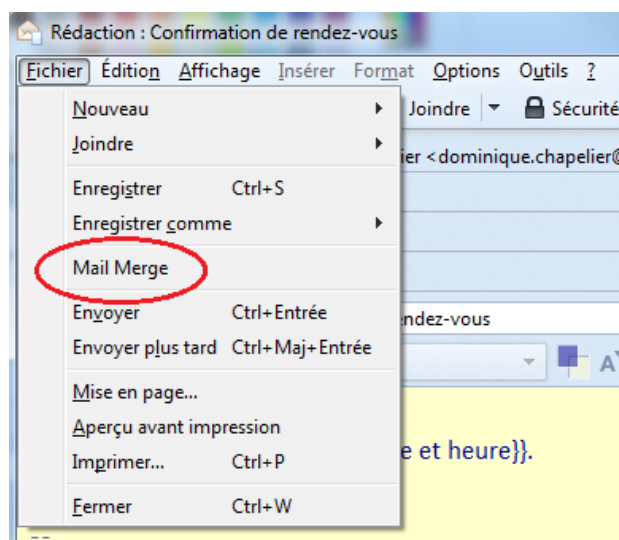 Rédaction : Confirmation de rendez-vous
Fichier Édition Affichage Insérer Format Options Outils ?
Nouveau Joindre Sécurité
Joindre ier <dominique.chapelier@
Enregistrer Ctrl+S
Enregistrer comme
Mail Merge
Envoyer Ctrl+Entrée ndez-vous
Envoyer plus tard Ctrl+Maj+Entrée A
Mise en page...
Aperçu avant impression
Imprimer... Ctrl+P e et heure}}.
Fermer Ctrl+W